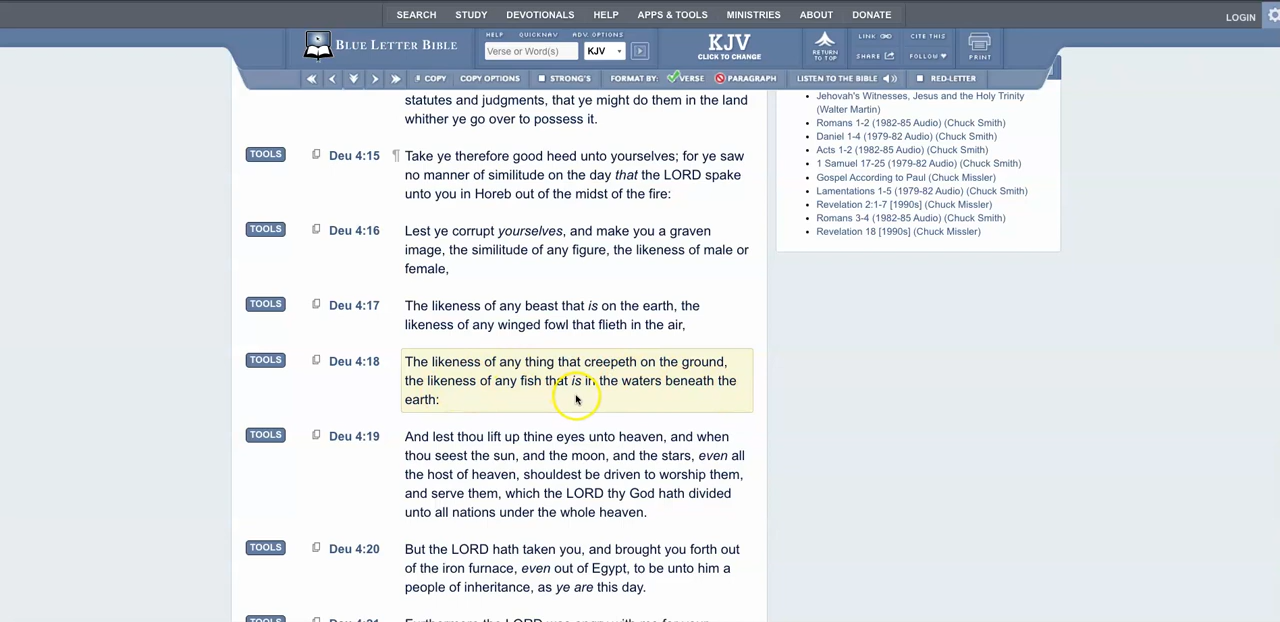 SEARCH STUDY DEVOTIONALS HELP APPS & TOOLS MINISTRIES ABOUT DONATE
LOGIN
BLUE LETTER BIBLE
HELP QUICKNAV ADV. OPTIONS
Verse or Word(s) KJV
KJV
CLICK TO CHANGE
RETURN
TO TOP
LINK CITE THIS
SHARE FOLLOW
PRINT
COPY COPY OPTIONS STRONG'S FORMAT BY: VERSE PARAGRAPH LISTEN TO THE BIBLE RED-LETTER
statutes and judgments, that ye might do them in the land
whither ye go over to possess it.
TOOLS Deu 4:15 ¶ Take ye therefore good heed unto yourselves; for ye saw
no manner of similitude on the day that the LORD spake
unto you in Horeb out of the midst of the fire:
TOOLS Deu 4:16 Lest ye corrupt yourselves, and make you a graven
image, the similitude of any figure, the likeness of male or
female,
TOOLS Deu 4:17 The likeness of any beast that is on the earth, the
likeness of any winged fowl that flieth in the air,
TOOLS Deu 4:18 The likeness of any thing that creepeth on the ground,
the likeness of any fish that is in the waters beneath the
earth:
TOOLS Deu 4:19 And lest thou lift up thine eyes unto heaven, and when
thou seest the sun, and the moon, and the stars, even all
the host of heaven, shouldest be driven to worship them,
and serve them, which the LORD thy God hath divided
unto all nations under the whole heaven.
TOOLS Deu 4:20 But the LORD hath taken you, and brought you forth out
of the iron furnace, even out of Egypt, to be unto him a
people of inheritance, as ye are this day.
Furthermore the LORD was angry with me for your
Jehovah's Witnesses, Jesus and the Holy Trinity
(Walter Martin)
Romans 1-2 (1982-85 Audio) (Chuck Smith)
Daniel 1-4 (1979-82 Audio) (Chuck Smith)
Acts 1-2 (1982-85 Audio) (Chuck Smith)
1 Samuel 17-25 (1979-82 Audio) (Chuck Smith)
Gospel According to Paul (Chuck Missler)
Lamentations 1-5 (1979-82 Audio) (Chuck Smith)
Revelation 2:1-7 [1990s] (Chuck Missler)
Romans 3-4 (1982-85 Audio) (Chuck Smith)
Revelation 18 [1990s] (Chuck Missler)